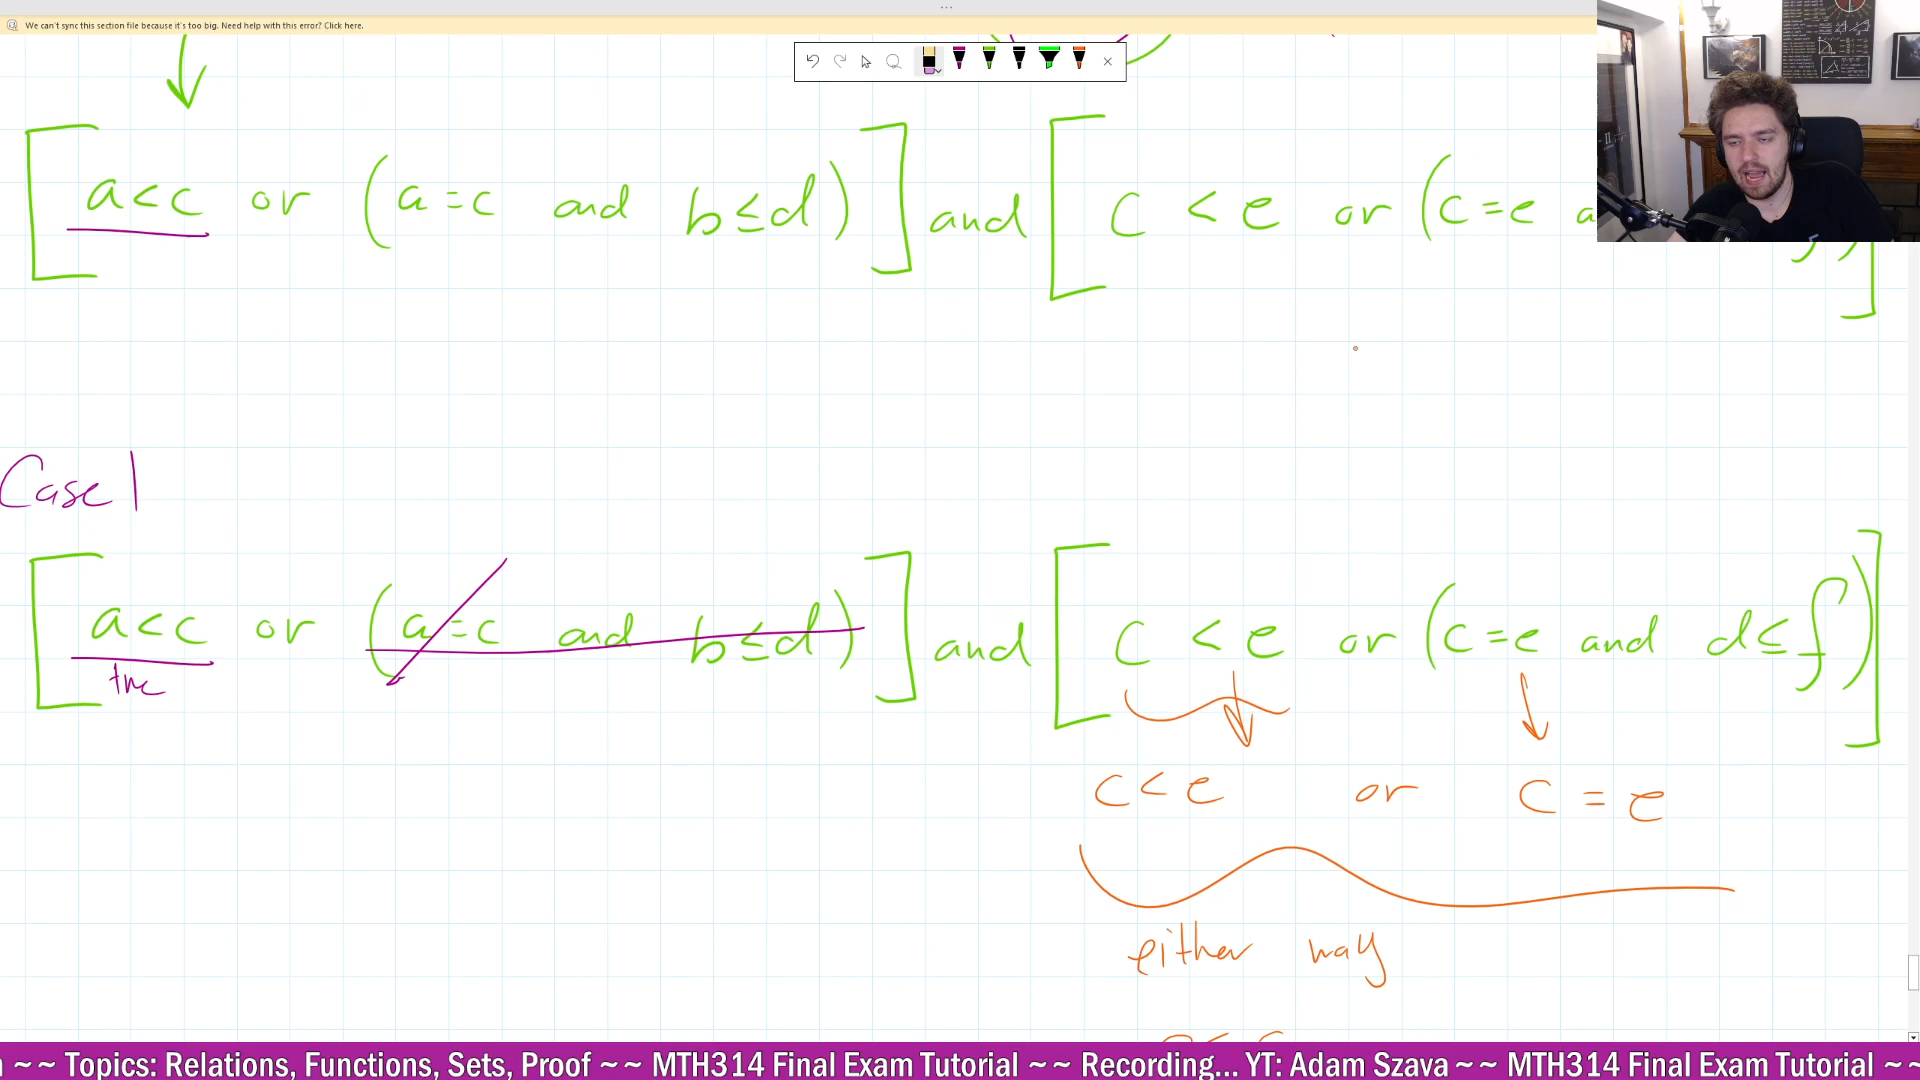 We can't sync this section file because it's too big. Need help with this error? Click here.
[ a<c or (a=c and b≤d) ] and [ c < e or (c=e
Case 1
[ a<c or (a=c and b≤d) ] and [ c < e or (c=e and d≤f) ]
c<e or c = e
either way
~~ Topics: Relations, Functions, Sets, Proof ~~ MTH314 Final Exam Tutorial ~~ Recording... YT: Adam Szava ~~ MTH314 Final Exam Tutorial ~~